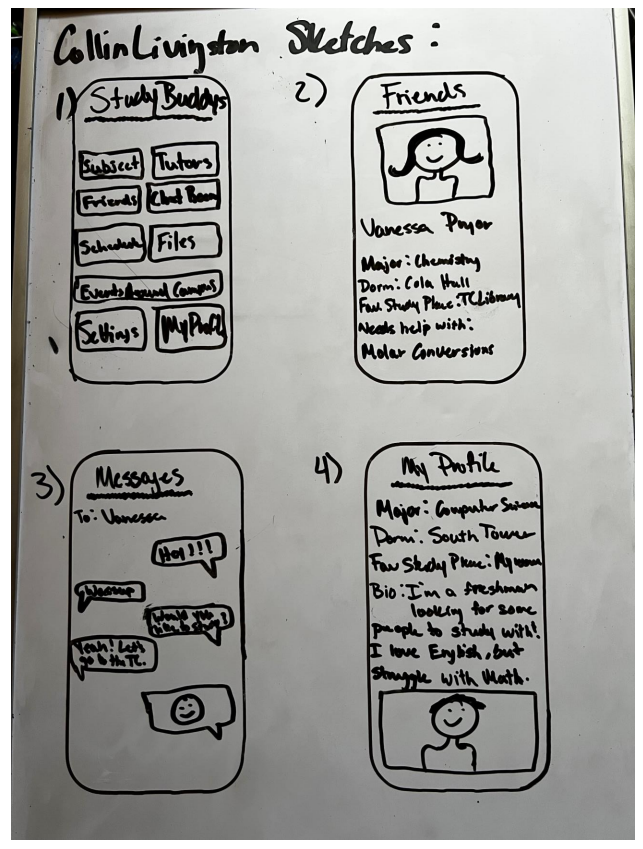 Collin Livingston Sketches:
1) Study Buddys
Subject Tutors
Friends Chat Room
Schedule Files
Events Around Campus
Settings My Profile
2) Friends
Vanessa Pryor
Major: Chemistry
Dorm: Cola Hall
Fav Study Place: TC Library
Needs help with:
Molar Conversions
3) Messages
To: Vanessa
Hey!!!
Wassup
Would you
like to study?
Yeah! Let's
go to the TC.
4) My Profile
Major: Computer Science
Dorm: South Tower
Fav Study Place: My room
Bio: I'm a freshman
looking for some
people to study with!
I love English, but
struggle with Math.